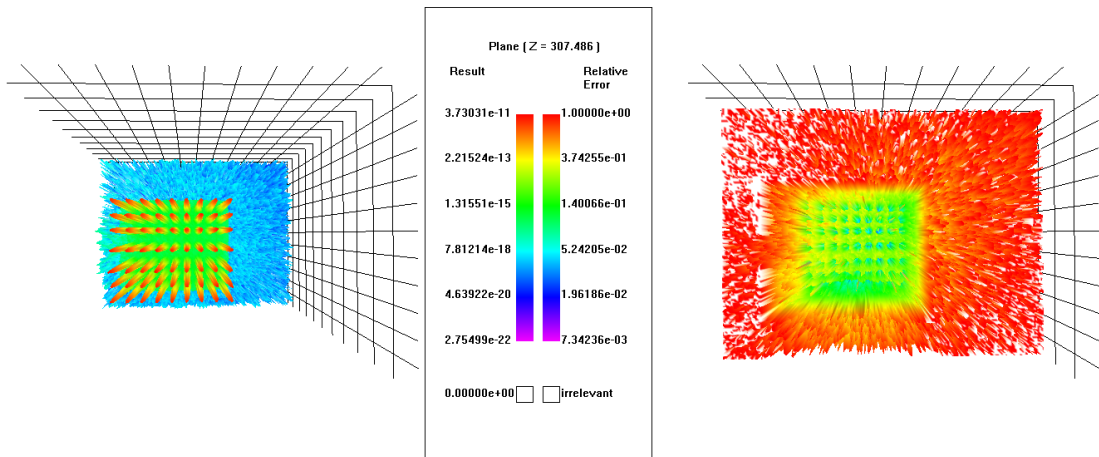 Plane ( Z = 307.486 )
Result Relative Error
3.73031e-11 1.00000e+00
2.21524e-13 3.74255e-01
1.31551e-15 1.40066e-01
7.81214e-18 5.24205e-02
4.63922e-20 1.96186e-02
2.75499e-22 7.34236e-03
0.00000e+00 irrelevant